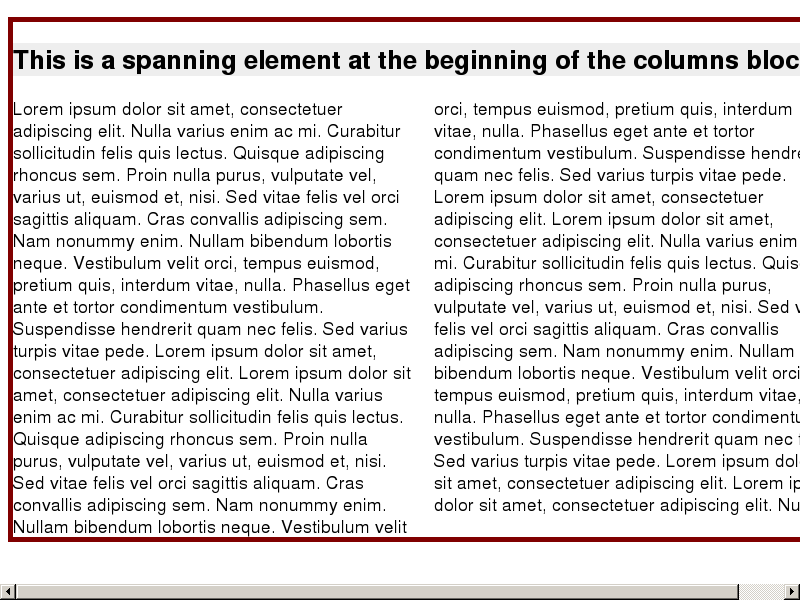 This is a spanning element at the beginning of the columns bloc
Lorem ipsum dolor sit amet, consectetuer
adipiscing elit. Nulla varius enim ac mi. Curabitur
sollicitudin felis quis lectus. Quisque adipiscing
rhoncus sem. Proin nulla purus, vulputate vel,
varius ut, euismod et, nisi. Sed vitae felis vel orci
sagittis aliquam. Cras convallis adipiscing sem.
Nam nonummy enim. Nullam bibendum lobortis
neque. Vestibulum velit orci, tempus euismod,
pretium quis, interdum vitae, nulla. Phasellus eget
ante et tortor condimentum vestibulum.
Suspendisse hendrerit quam nec felis. Sed varius
turpis vitae pede. Lorem ipsum dolor sit amet,
consectetuer adipiscing elit. Lorem ipsum dolor sit
amet, consectetuer adipiscing elit. Nulla varius
enim ac mi. Curabitur sollicitudin felis quis lectus.
Quisque adipiscing rhoncus sem. Proin nulla
purus, vulputate vel, varius ut, euismod et, nisi.
Sed vitae felis vel orci sagittis aliquam. Cras
convallis adipiscing sem. Nam nonummy enim.
Nullam bibendum lobortis neque. Vestibulum velit
orci, tempus euismod, pretium quis, interdum
vitae, nulla. Phasellus eget ante et tortor
condimentum vestibulum. Suspendisse hendre
quam nec felis. Sed varius turpis vitae pede.
Lorem ipsum dolor sit amet, consectetuer
adipiscing elit. Lorem ipsum dolor sit amet,
consectetuer adipiscing elit. Nulla varius enim
mi. Curabitur sollicitudin felis quis lectus. Quis
adipiscing rhoncus sem. Proin nulla purus,
vulputate vel, varius ut, euismod et, nisi. Sed v
felis vel orci sagittis aliquam. Cras convallis
adipiscing sem. Nam nonummy enim. Nullam
bibendum lobortis neque. Vestibulum velit orci
tempus euismod, pretium quis, interdum vitae,
nulla. Phasellus eget ante et tortor condimentu
vestibulum. Suspendisse hendrerit quam nec f
Sed varius turpis vitae pede. Lorem ipsum dol
sit amet, consectetuer adipiscing elit. Lorem ip
dolor sit amet, consectetuer adipiscing elit. Nu